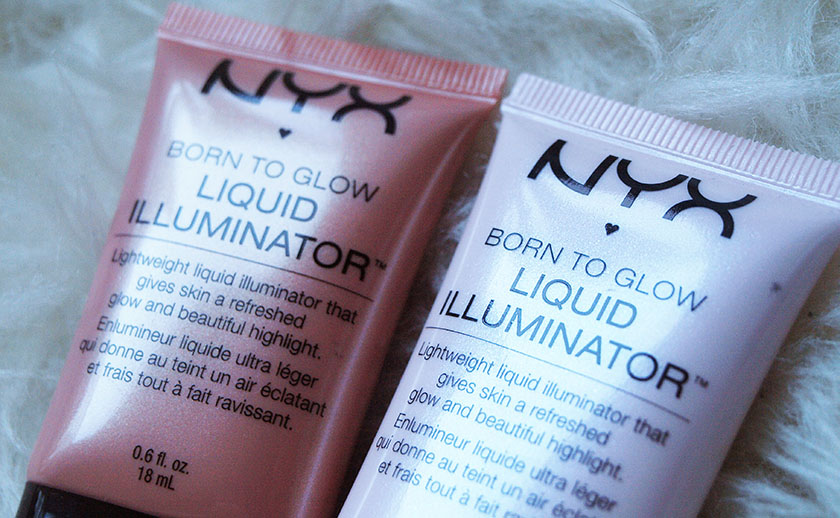 NYX
BORN TO GLOW
LIQUID
ILLUMINATOR™
Lightweight liquid illuminator that
gives skin a refreshed
glow and beautiful highlight.
Enlumineur liquide ultra léger
qui donne au teint un air éclatant
et frais tout à fait ravissant.
0.6 fl. oz.
18 mL
NYX
BORN TO GLOW
LIQUID
ILLUMINATOR™
Lightweight liquid illuminator that
gives skin a refreshed
glow and beautiful highlight.
Enlumineur liquide ultra léger
qui donne au teint un air éclatant
et frais tout à fait ravissant.